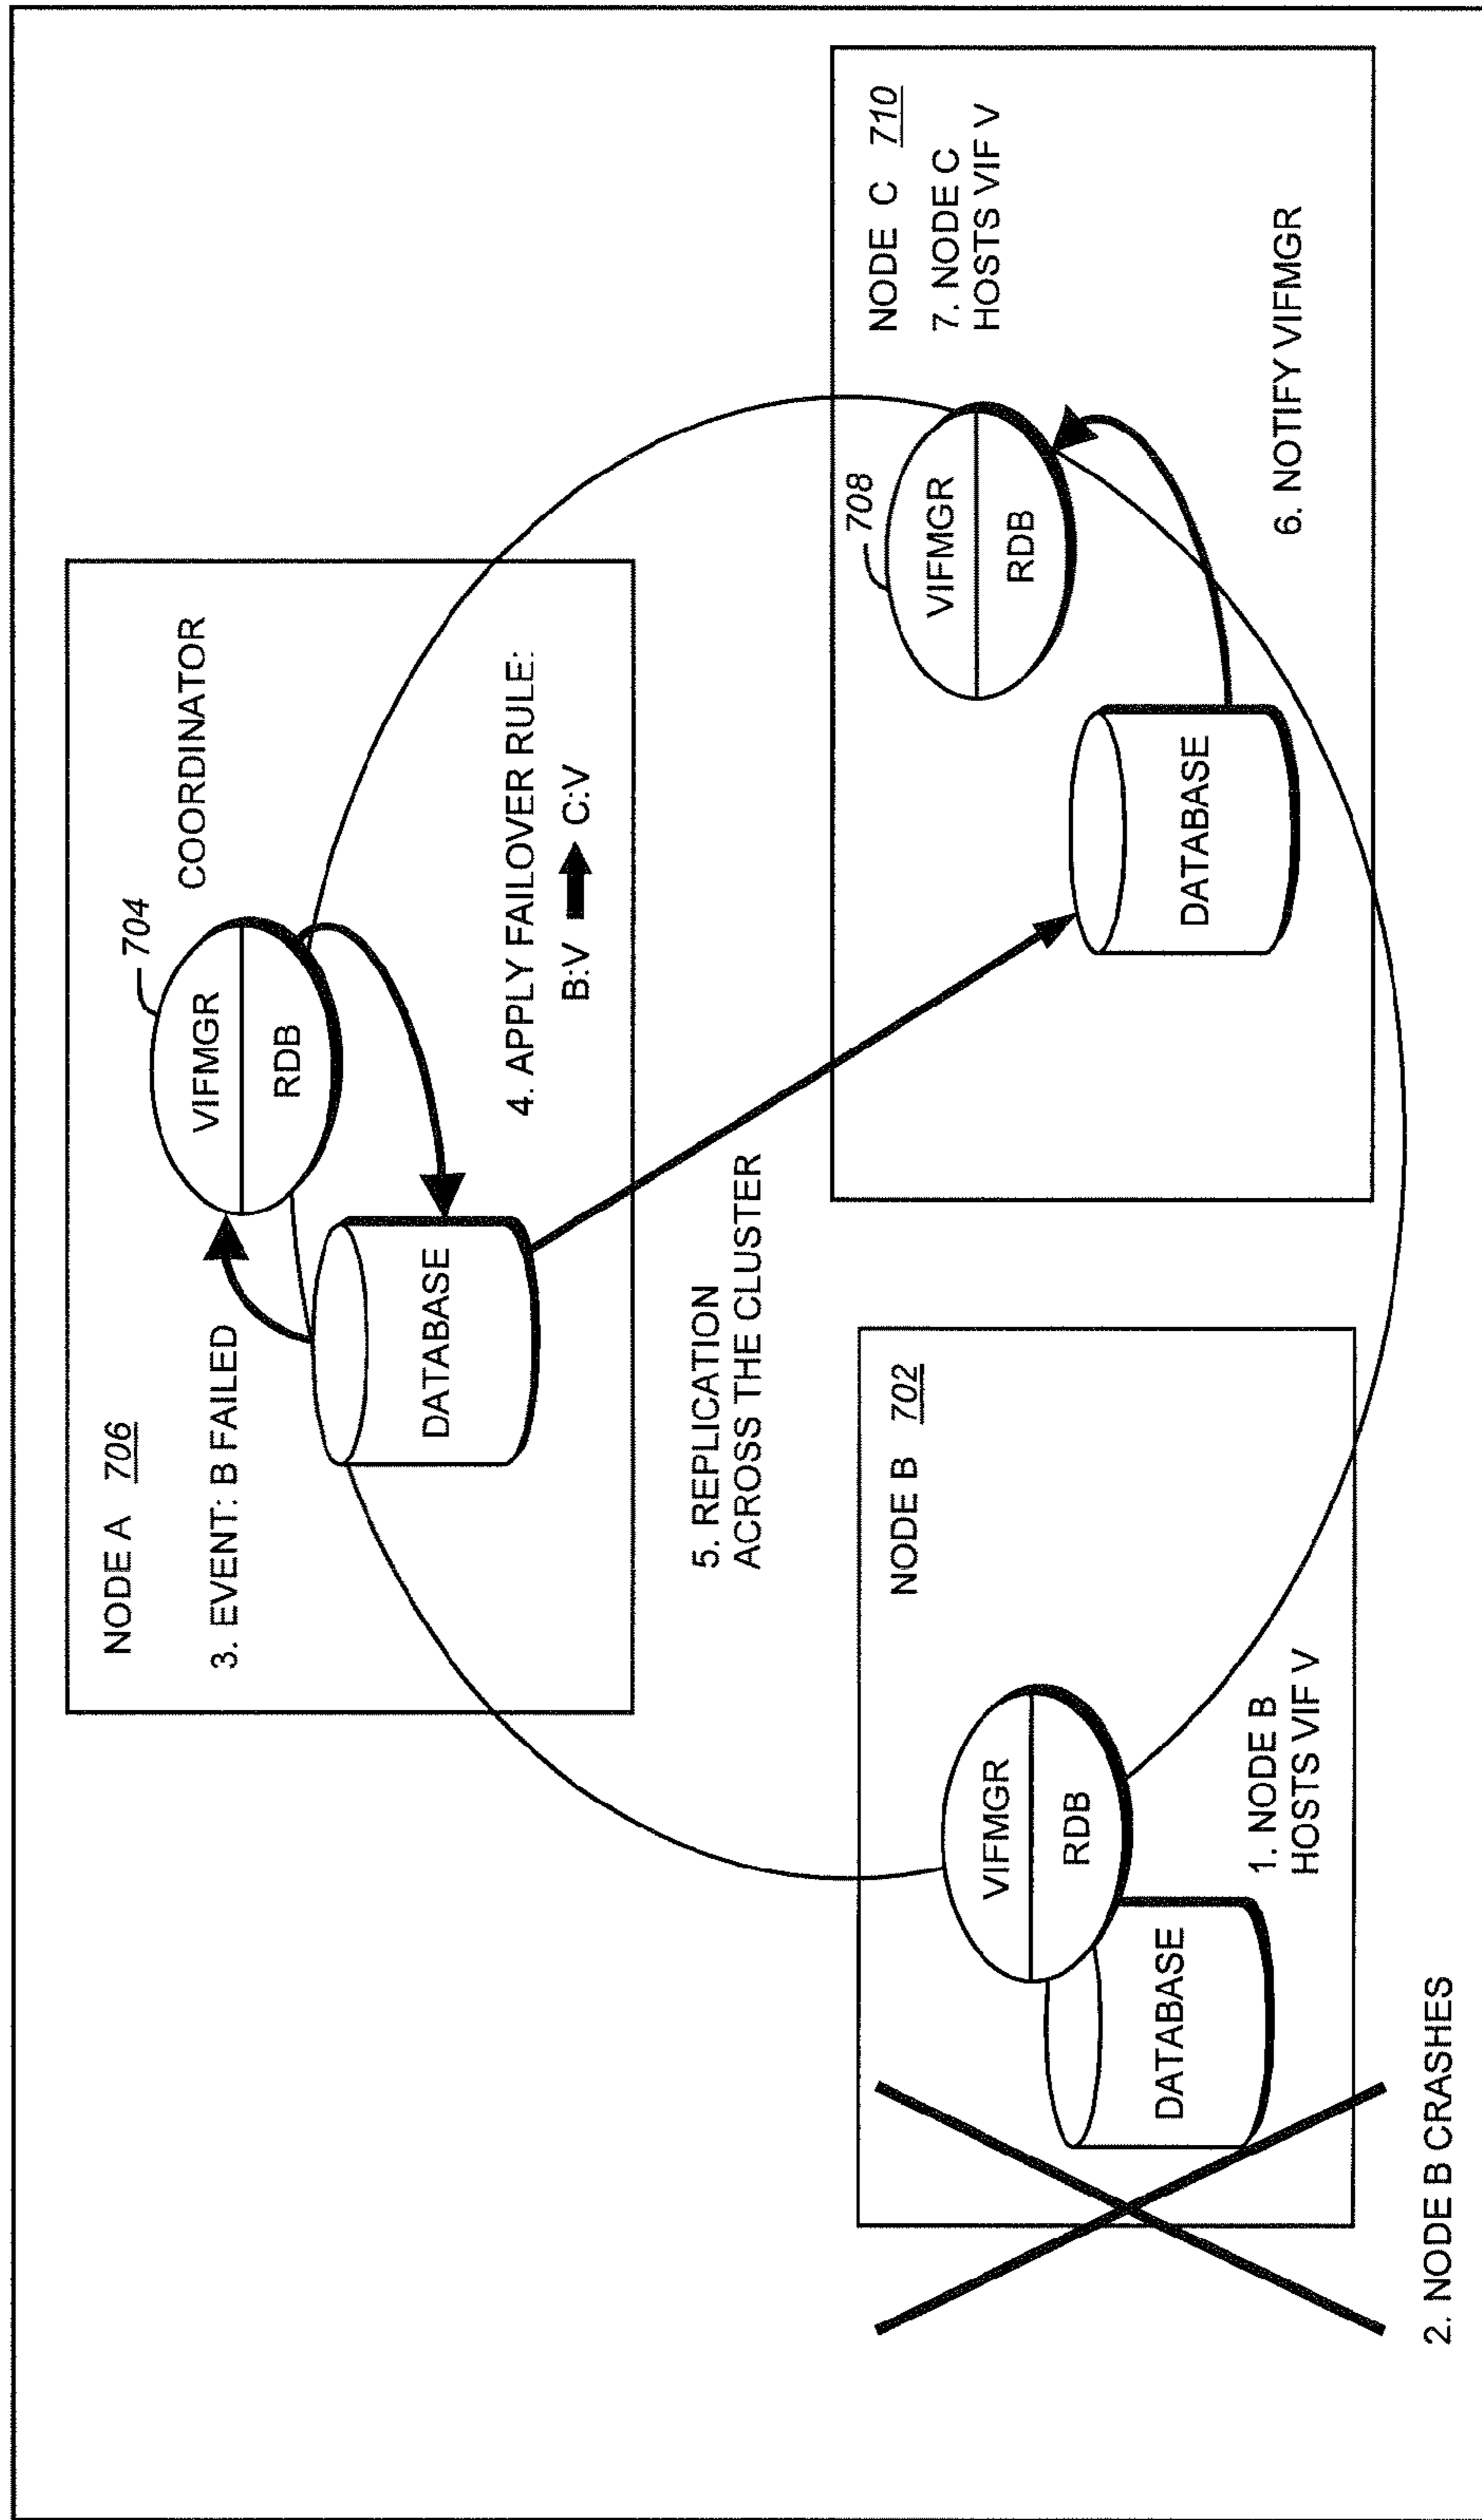 NODE A 706
3. EVENT: B FAILED
704
COORDINATOR
VIFMGR
RDB
DATABASE
4. APPLY FAILOVER RULE:
B:V C:V
5. REPLICATION
ACROSS THE CLUSTER
NODE B 702
VIFMGR
RDB
DATABASE
1. NODE B
HOSTS VIF V
2. NODE B CRASHES
708
VIFMGR
RDB
DATABASE
NODE C 710
7. NODE C
HOSTS VIF V
6. NOTIFY VIFMGR